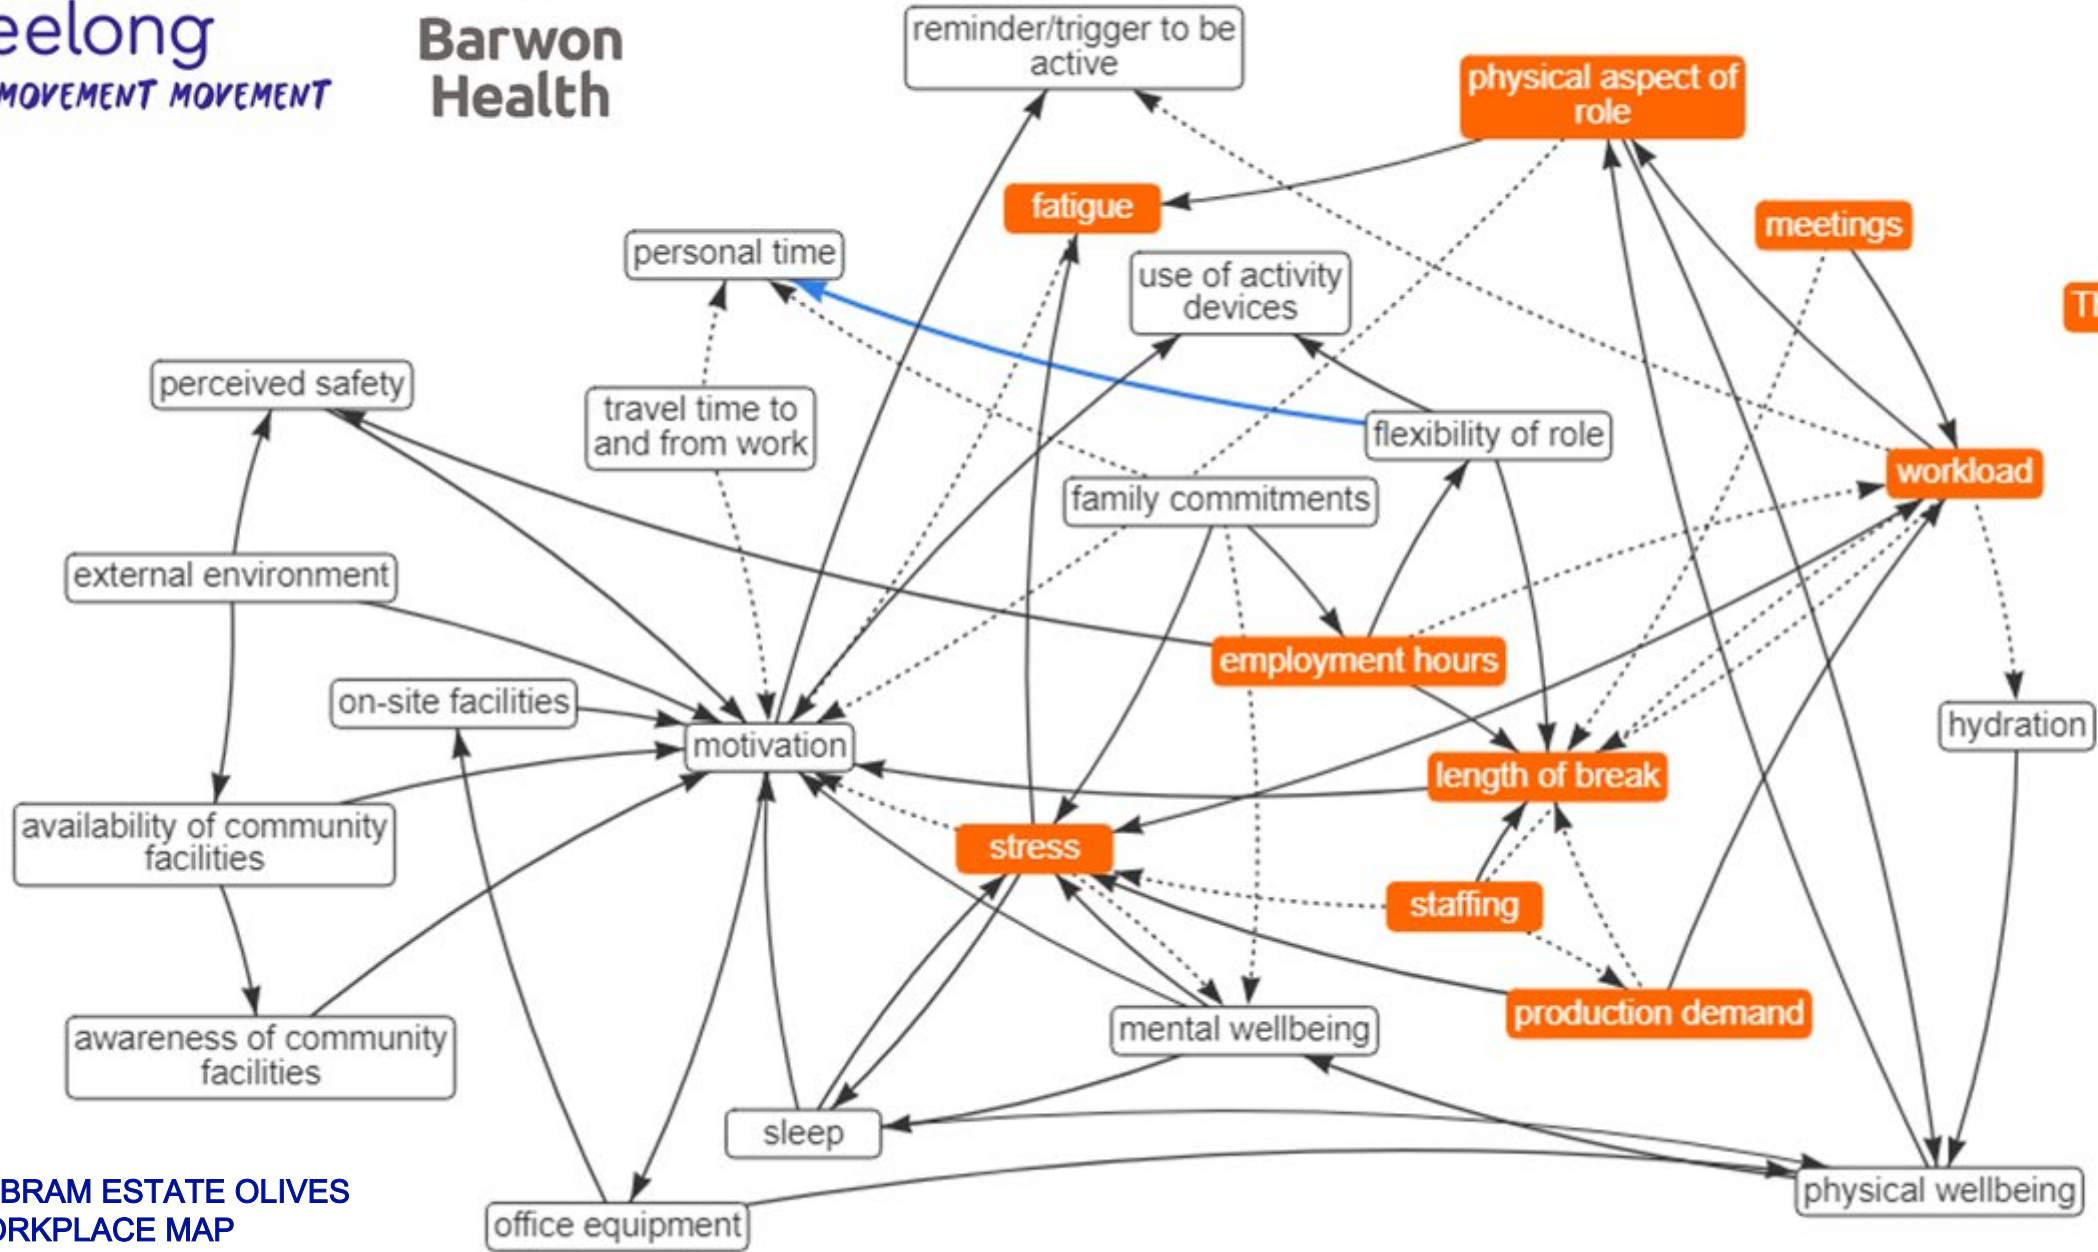 eelong
MOVEMENT MOVEMENT
Barwon
Health
reminder/trigger to be
active
physical aspect of
role
fatigue
meetings
personal time
use of activity
devices
perceived safety
travel time to
and from work
flexibility of role
workload
family commitments
external environment
employment hours
on-site facilities
hydration
motivation
length of break
availability of community
facilities
stress
staffing
production demand
mental wellbeing
awareness of community
facilities
sleep
physical wellbeing
office equipment
BRAM ESTATE OLIVES
ORKPLACE MAP